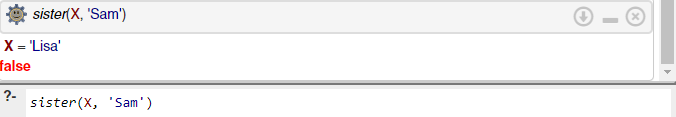 sister(X, 'Sam')
X = 'Lisa'
false
?- sister(X, 'Sam')